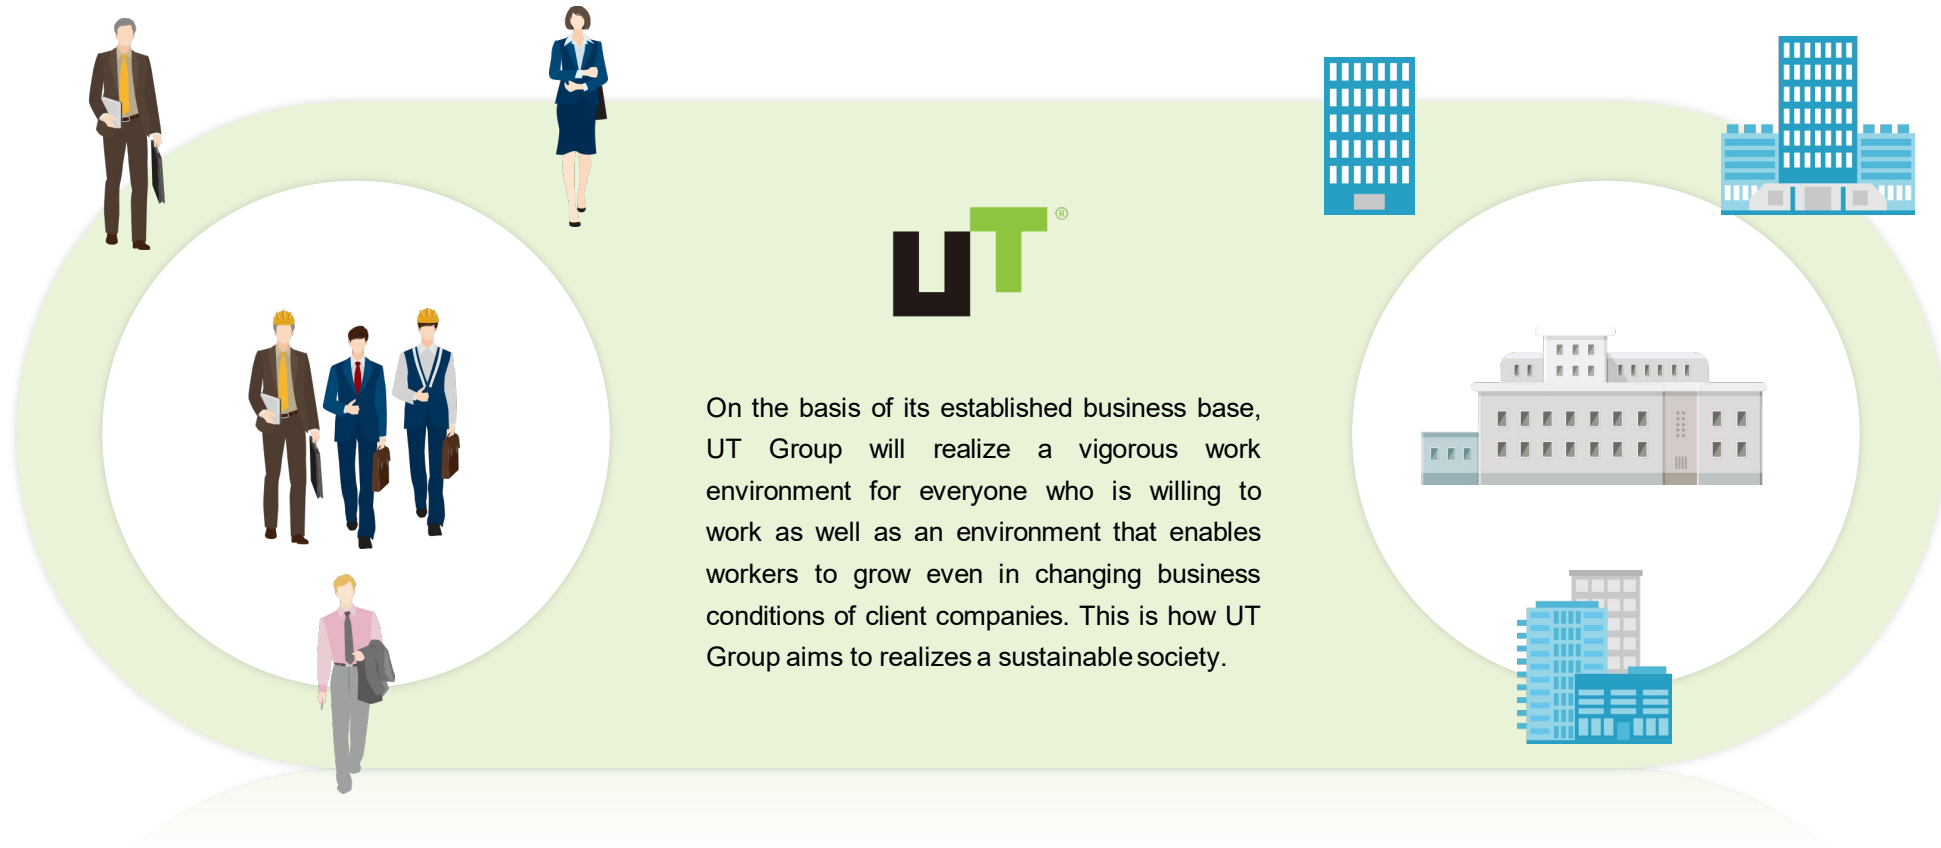 UT®
On the basis of its established business base,
UT Group will realize a vigorous work
environment for everyone who is willing to
work as well as an environment that enables
workers to grow even in changing business
conditions of client companies. This is how UT
Group aims to realizes a sustainable society.